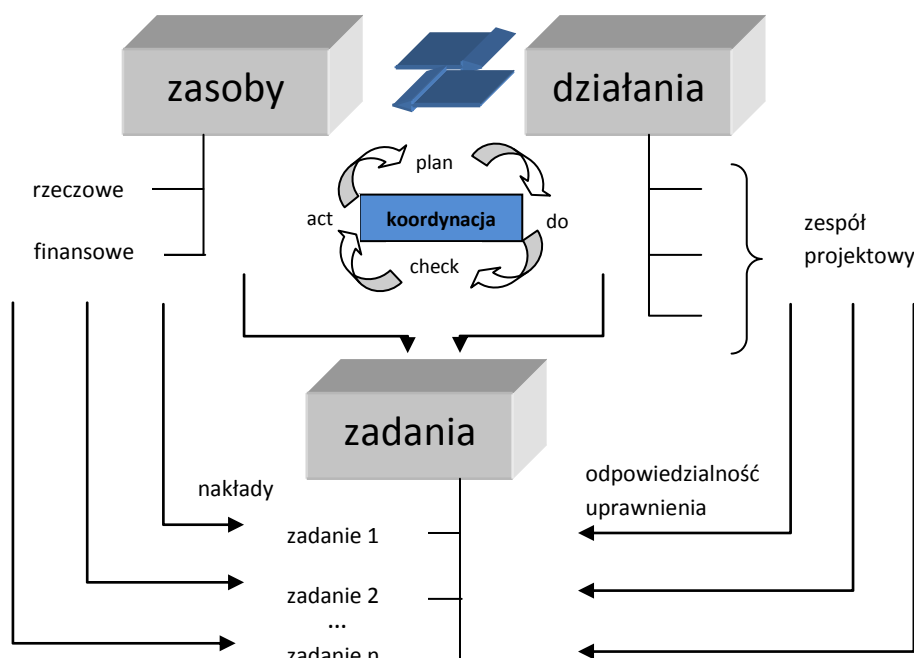 zasoby
działania
rzeczowe
finansowe
plan
act
koordynacja
do
check
zespół
projektowy
zadania
nakłady
odpowiedzialność
uprawnienia
zadanie 1
zadanie 2
...
zadanie n